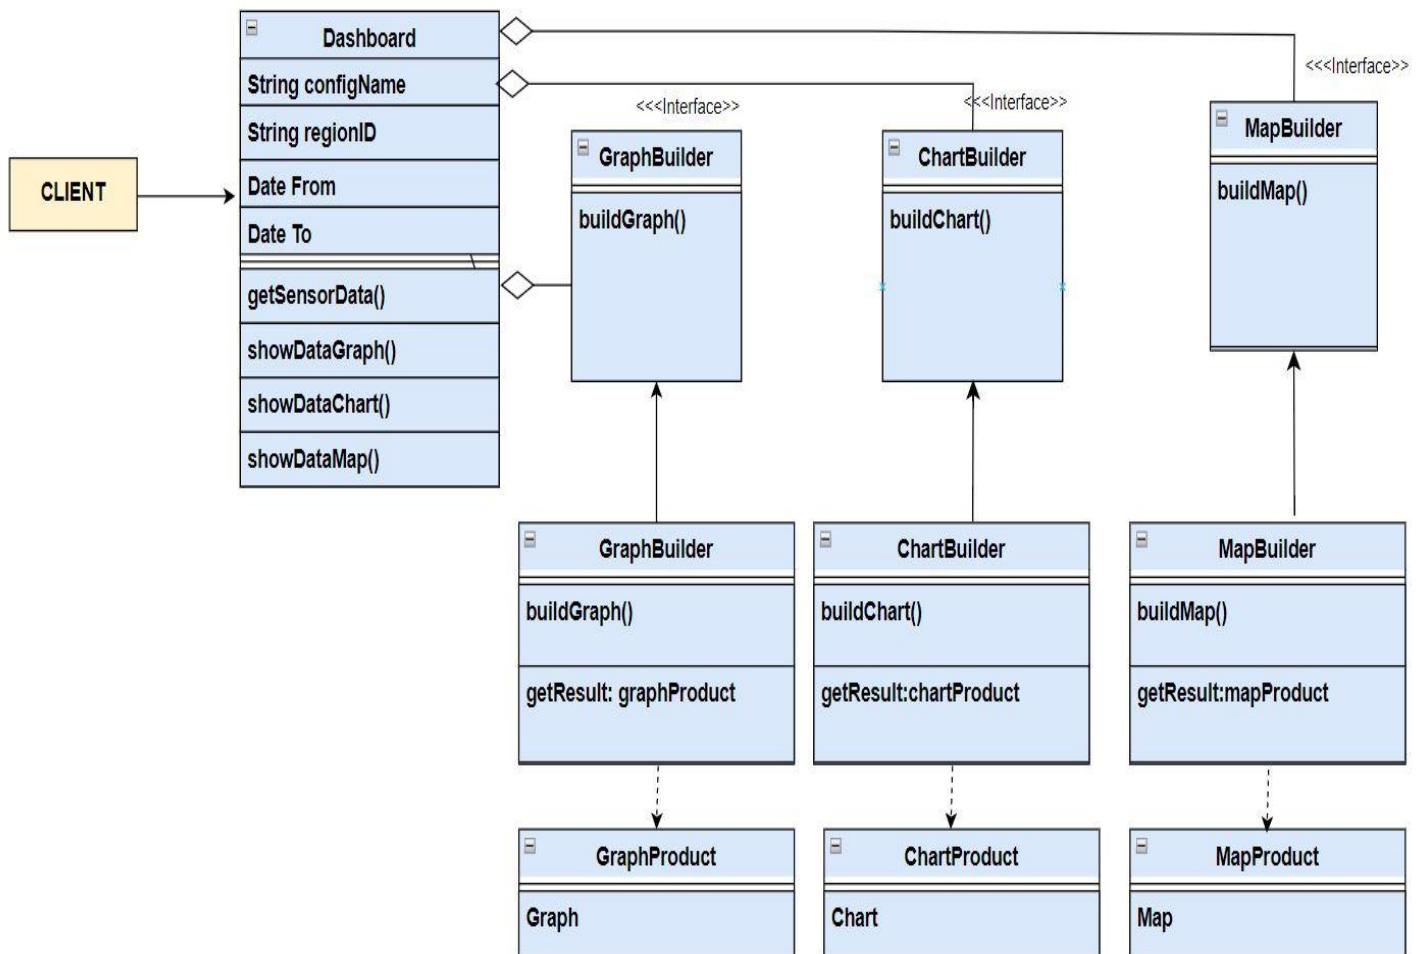 Dashboard
String configName
String regionID
Date From
Date To
getSensorData()
showDataGraph()
showDataChart()
showDataMap()
CLIENT
<<<Interface>>
GraphBuilder
buildGraph()
<<<Interface>>
ChartBuilder
buildChart()
<<<Interface>>
MapBuilder
buildMap()
GraphBuilder
buildGraph()
getResult: graphProduct
ChartBuilder
buildChart()
getResult:chartProduct
MapBuilder
buildMap()
getResult:mapProduct
GraphProduct
Graph
ChartProduct
Chart
MapProduct
Map